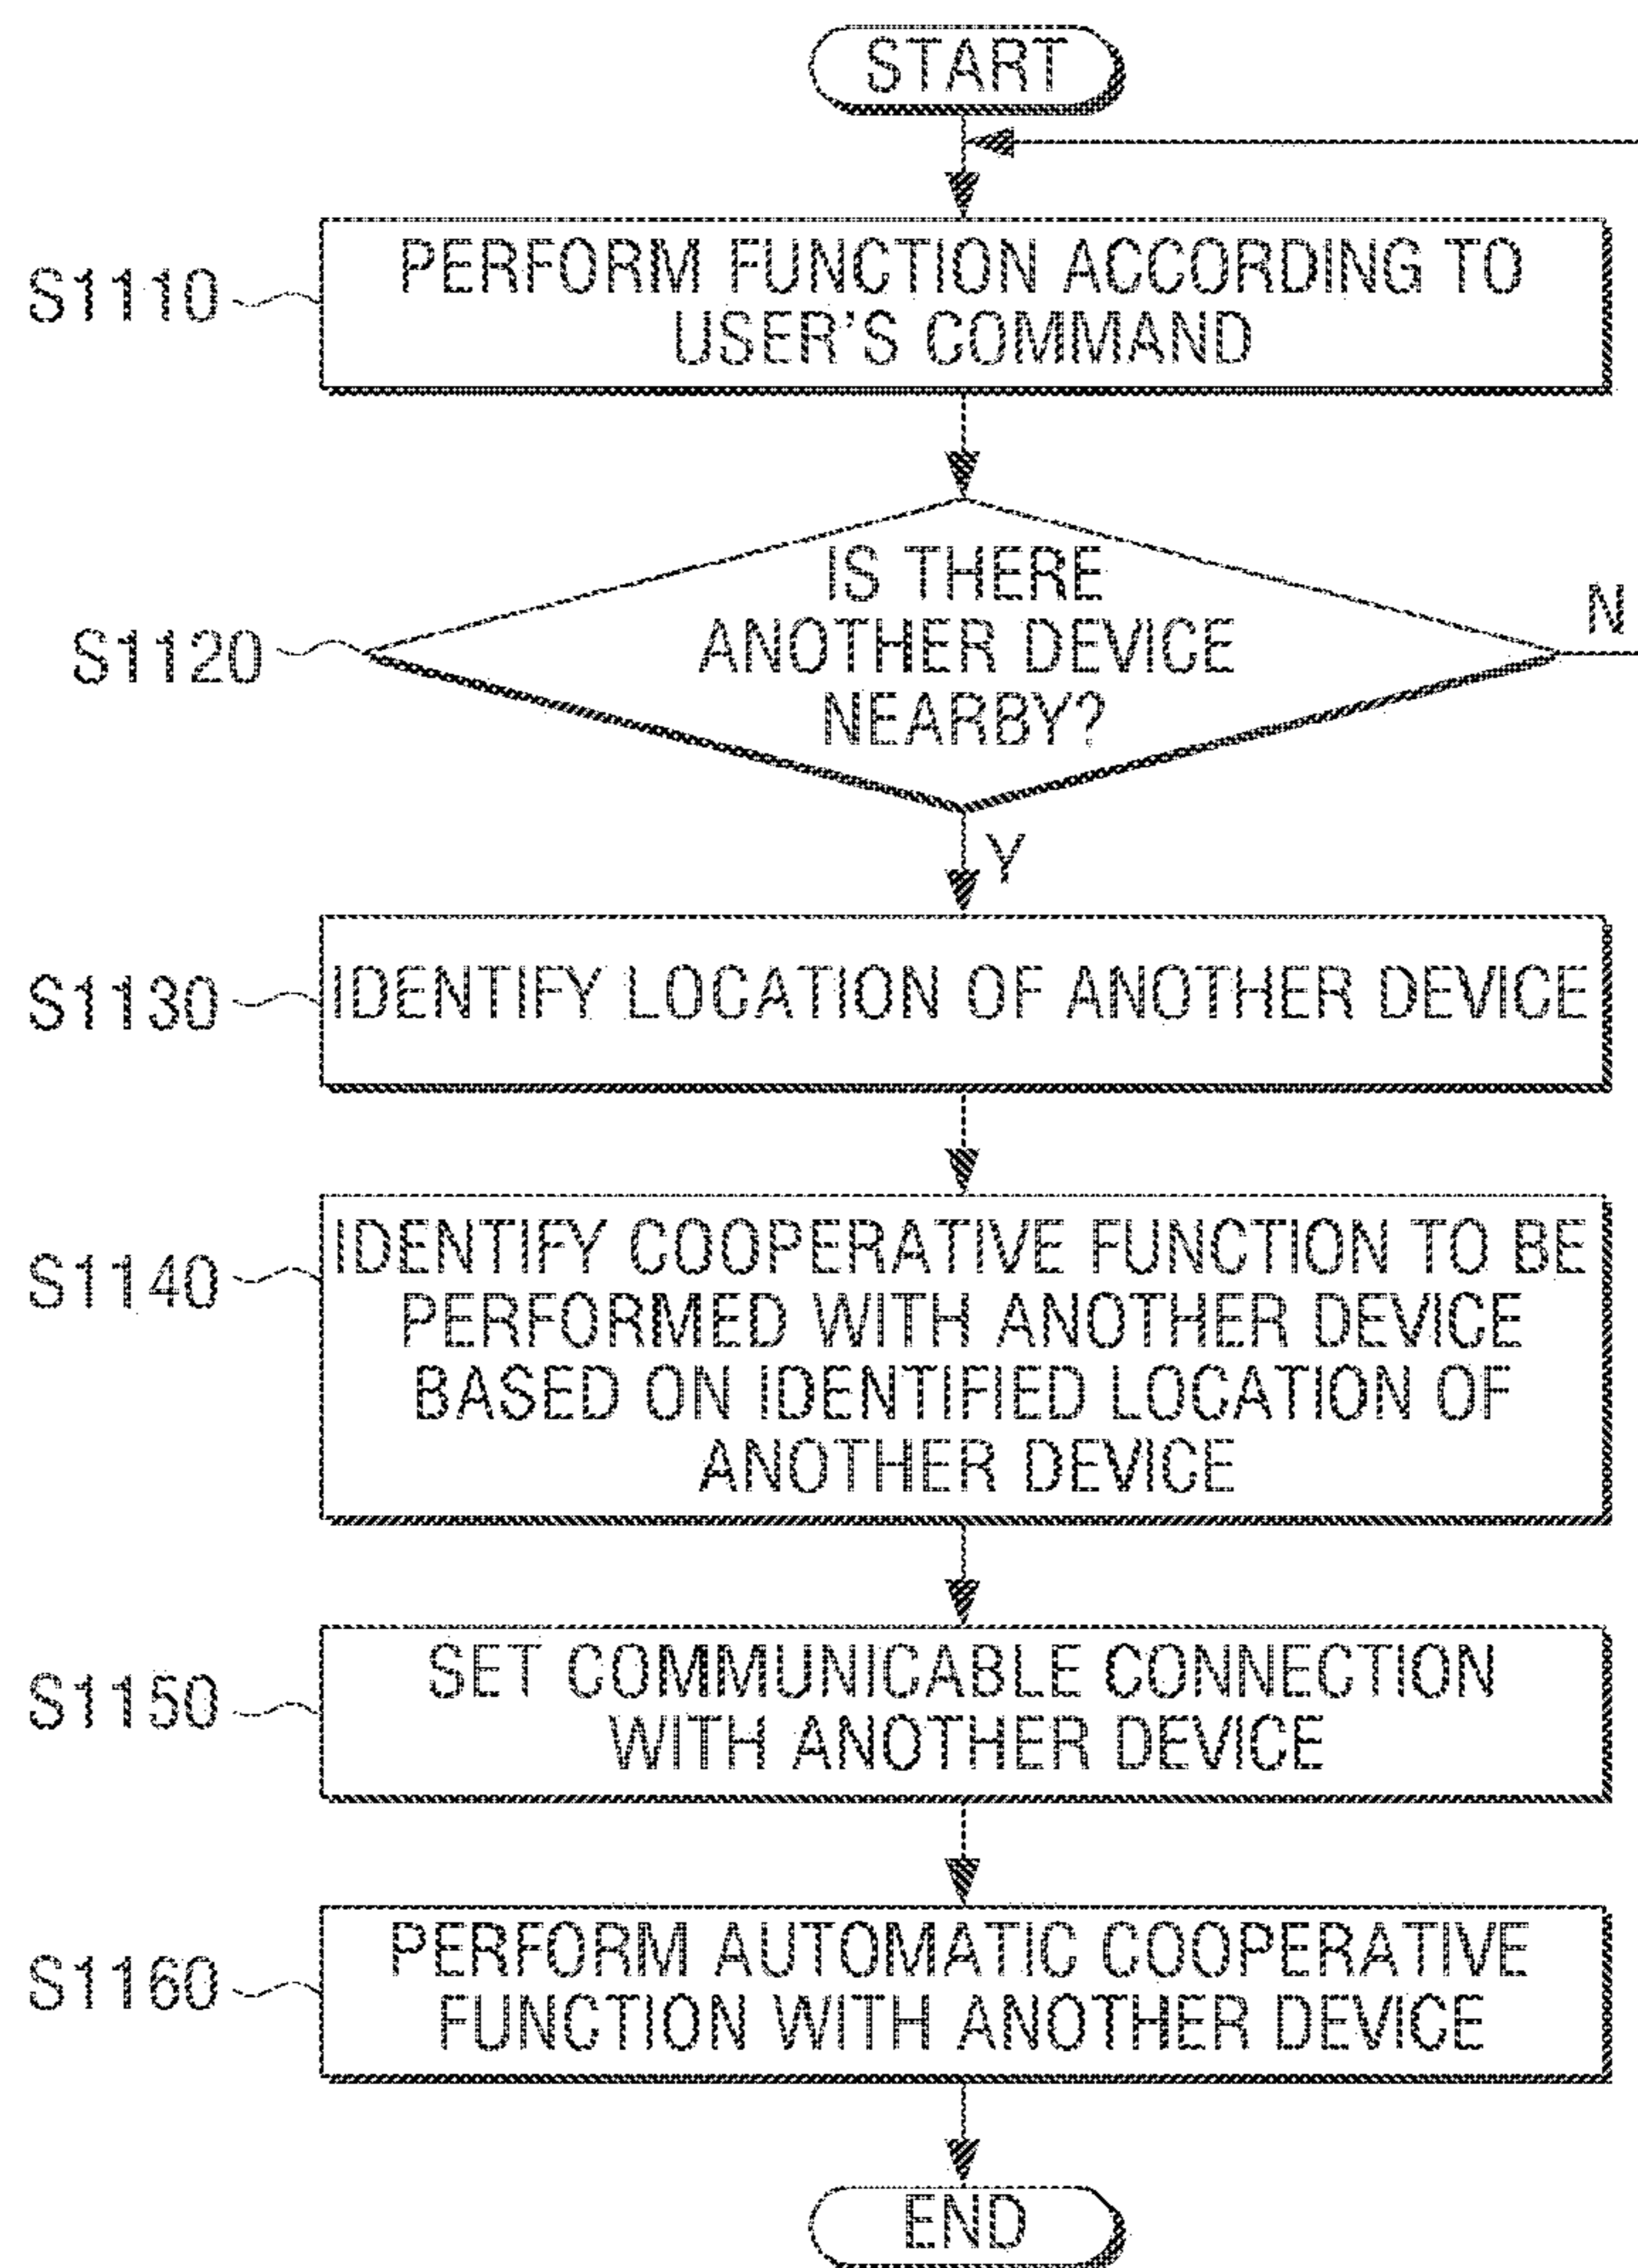 START
S1110
PERFORM FUNCTION ACCORDING TO
USER'S COMMAND
S1120
IS THERE
ANOTHER DEVICE
NEARBY?
N
Y
S1130
IDENTIFY LOCATION OF ANOTHER DEVICE
S1140
IDENTIFY COOPERATIVE FUNCTION TO BE
PERFORMED WITH ANOTHER DEVICE
BASED ON IDENTIFIED LOCATION OF
ANOTHER DEVICE
S1150
SET COMMUNICABLE CONNECTION
WITH ANOTHER DEVICE
S1160
PERFORM AUTOMATIC COOPERATIVE
FUNCTION WITH ANOTHER DEVICE
END